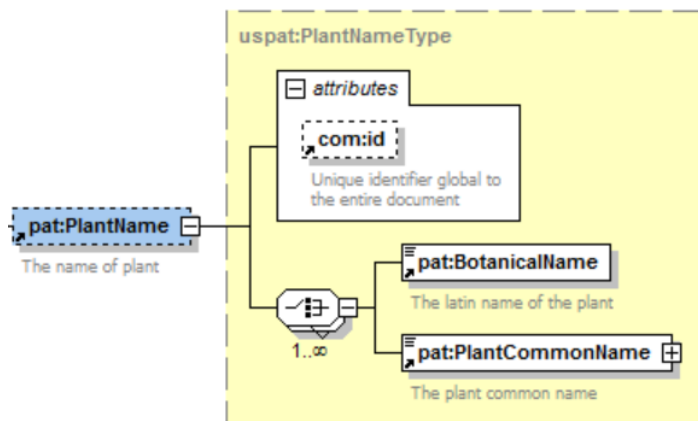 uspat:PlantNameType
attributes
com:id
Unique identifier global to
the entire document
pat:PlantName
The name of plant
pat:BotanicalName
The latin name of the plant
1..∞
pat:PlantCommonName
The plant common name